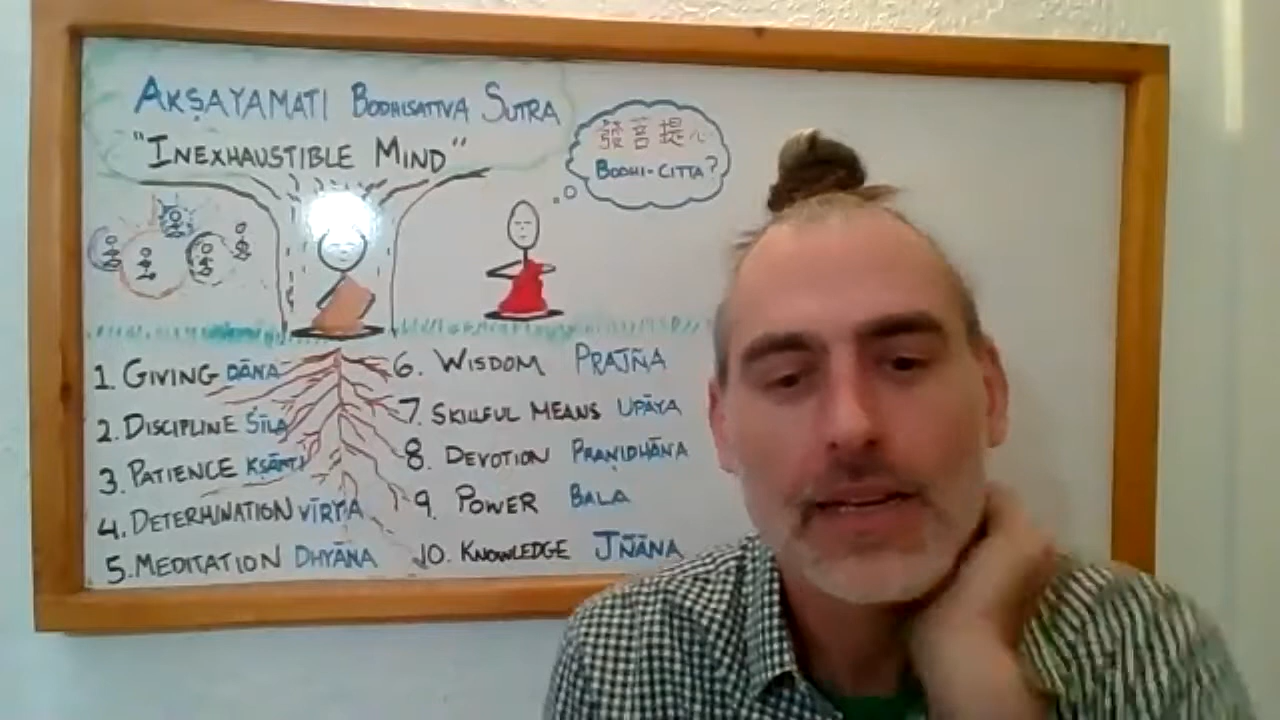 AKṢAYAMATI BODHISATTVA SUTRA
"INEXHAUSTIBLE MIND"
發菩提心
BODHI-CITTA?
1. GIVING DĀNA
2. DISCIPLINE ŚĪLA
3. PATIENCE KṢĀNTI
4. DETERMINATION VĪRYA
5. MEDITATION DHYĀNA
6. WISDOM PRAJÑA
7. SKILLFUL MEANS UPĀYA
8. DEVOTION PRAṆIDHĀNA
9. POWER BALA
10. KNOWLEDGE JÑĀNA